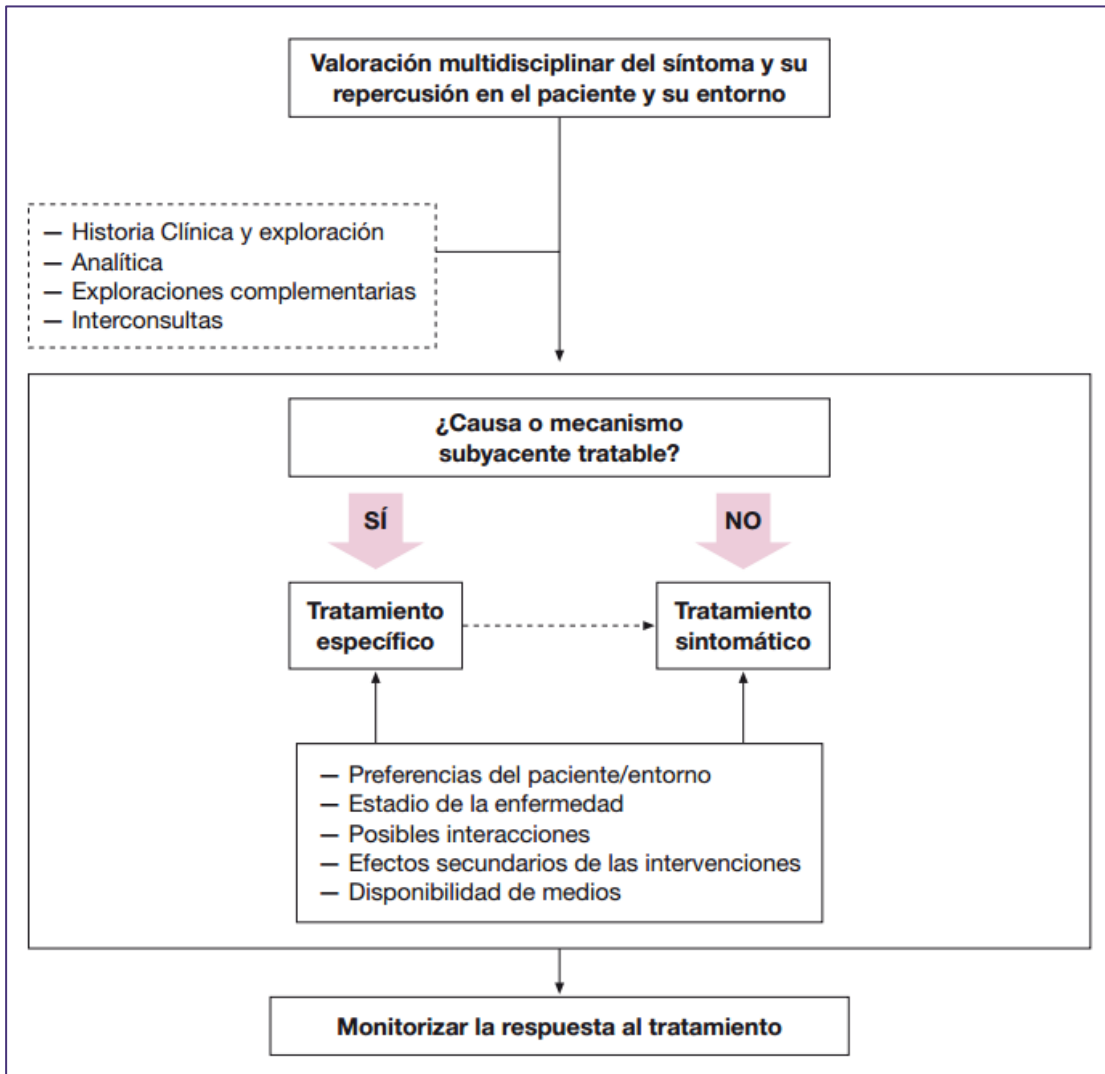 Valoración multidisciplinar del síntoma y su
repercusión en el paciente y su entorno
— Historia Clínica y exploración
— Analítica
— Exploraciones complementarias
— Interconsultas
¿Causa o mecanismo
subyacente tratable?
SÍ
NO
Tratamiento
específico
Tratamiento
sintomático
— Preferencias del paciente/entorno
— Estadio de la enfermedad
— Posibles interacciones
— Efectos secundarios de las intervenciones
— Disponibilidad de medios
Monitorizar la respuesta al tratamiento